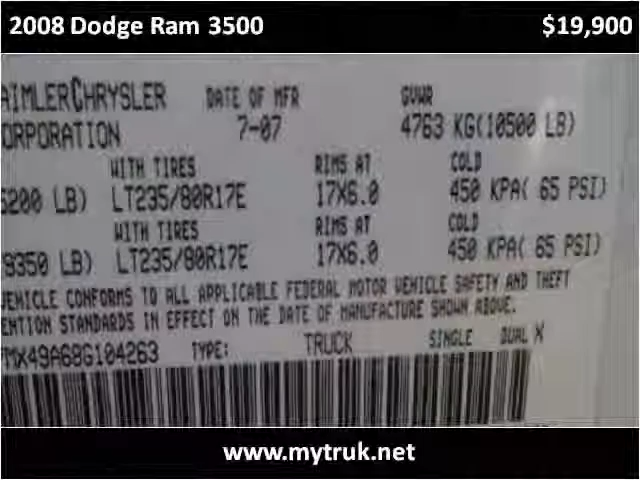 2008 Dodge Ram 3500 $19,900
AIMLERCHRYSLER DATE OF MFR GVWR
ORPORATION 7-07 4763 KG(10500 LB)
WITH TIRES RIMS AT COLD
5200 LB) LT235/80R17E 17X6.0 450 KPA( 65 PSI)
WITH TIRES RIMS AT COLD
9350 LB) LT235/80R17E 17X6.0 450 KPA( 65 PSI)
VEHICLE CONFORMS TO ALL APPLICABLE FEDERAL MOTOR VEHICLE SAFETY AND THEFT
ENTION STANDARDS IN EFFECT ON THE DATE OF MANUFACTURE SHOWN ABOVE.
MX49A68G104263 TYPE: TRUCK SINGLE DUAL X
www.mytruk.net